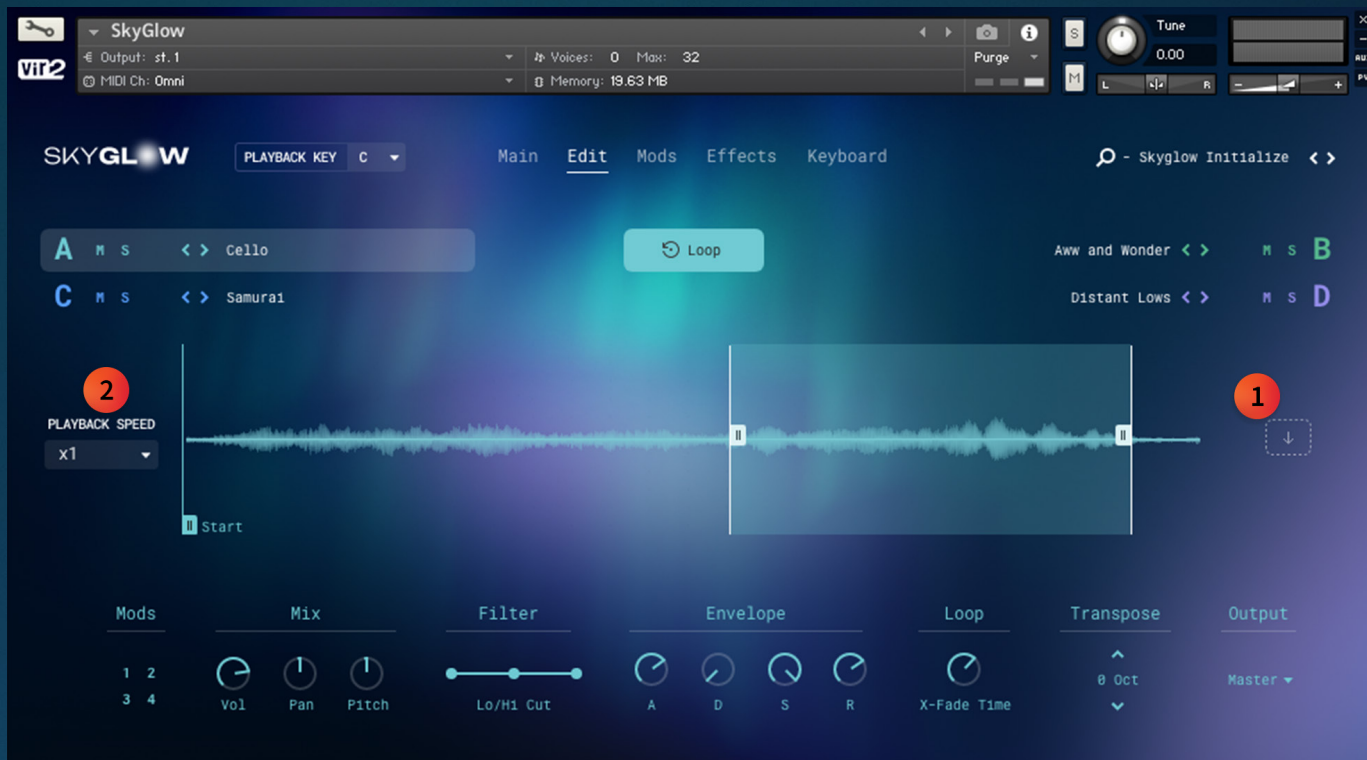 SkyGlow
S
Tune
Output: st.1
Voices: 0 Max: 32
Purge
0.00
VIR2
MIDI Ch: Omni
Memory: 19.63 MB
M
L R
- +
SKYGLOW
PLAYBACK KEY C
Main Edit Mods Effects Keyboard
- Skyglow Initialize
A M S Cello
Loop
Aww and Wonder M S B
C M S Samurai
Distant Lows M S D
2
1
PLAYBACK SPEED
x1
Start
Mods Mix Filter Envelope Loop Transpose Output
1 2
3 4
0 Oct
Master
Vol Pan Pitch Lo/Hi Cut A D S R X-Fade Time